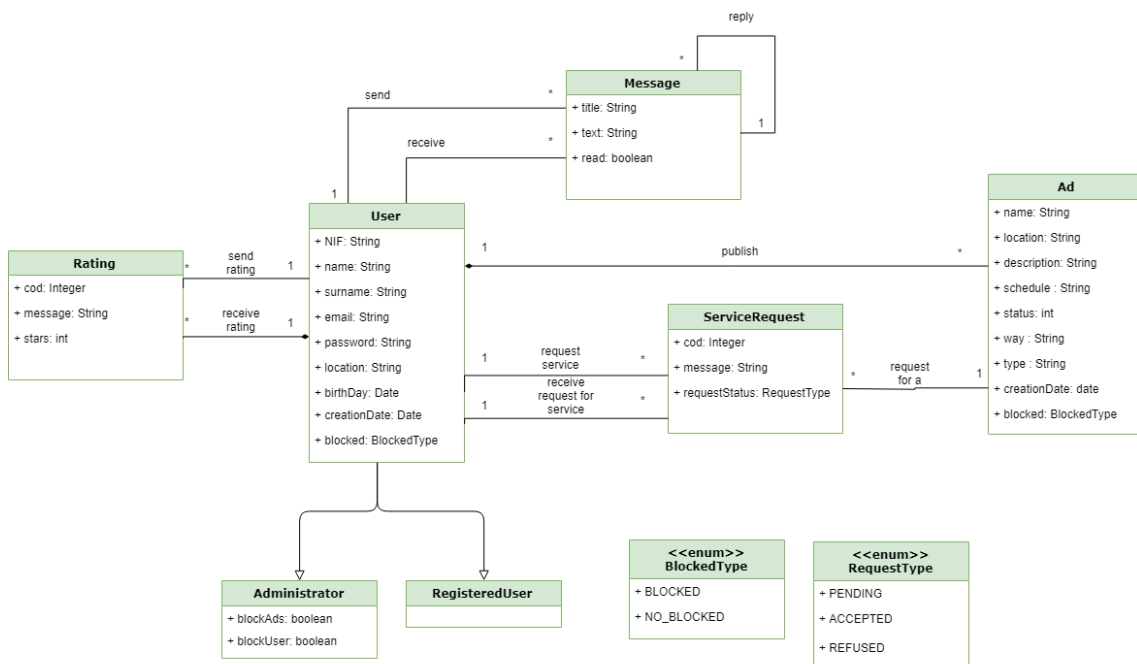 reply
*
Message
+ title: String
+ text: String
+ read: boolean
1
send
*
receive
*
1
User
+ NIF: String
+ name: String
+ surname: String
+ email: String
+ password: String
+ location: String
+ birthDay: Date
+ creationDate: Date
+ blocked: BlockedType
Rating
+ cod: Integer
+ message: String
+ stars: int
*
send
rating
1
*
receive
rating
1
1
publish
*
Ad
+ name: String
+ location: String
+ description: String
+ schedule : String
+ status: int
+ way : String
+ type : String
+ creationDate: date
+ blocked: BlockedType
ServiceRequest
+ cod: Integer
+ message: String
+ requestStatus: RequestType
1
request
service
*
1
receive
request for
service
*
*
request
for a
1
Administrator
+ blockAds: boolean
+ blockUser: boolean
RegisteredUser
<<enum>>
BlockedType
+ BLOCKED
+ NO_BLOCKED
<<enum>>
RequestType
+ PENDING
+ ACCEPTED
+ REFUSED